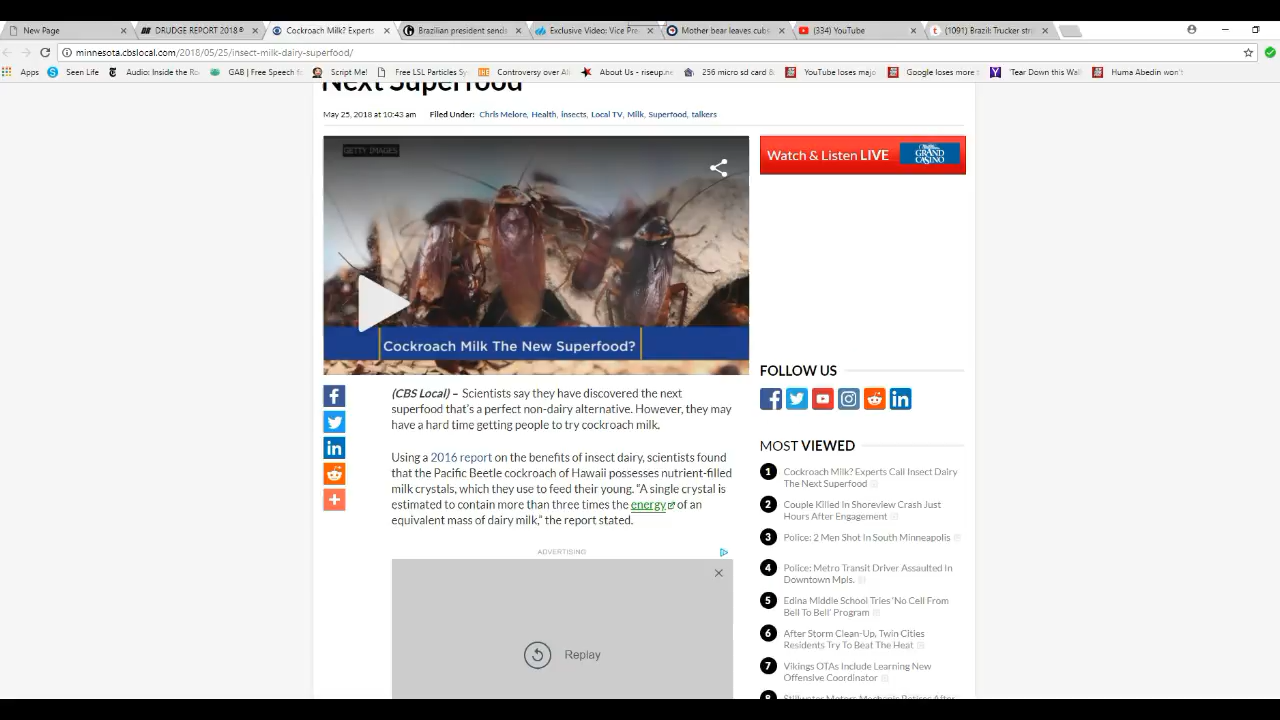 New Page
DRUDGE REPORT 2018®
Cockroach Milk? Experts
Brazilian president sends
Exclusive Video: Vice Pre
Mother bear leaves cubs
(334) YouTube
(1091) Brazil: Trucker str
minnesota.cbslocal.com/2018/05/25/insect-milk-dairy-superfood/
Apps
Seen Life
Audio: Inside the Ro
GAB | Free Speech fo
Script Me!
Free LSL Particles Sy
Controversy over Al
About Us - riseup.ne
256 micro sd card &
YouTube loses majo
Google loses more t
'Tear Down this Wal
Huma Abedin won't
Next Superfood
May 25, 2018 at 10:43 am
Filed Under: Chris Melore, Health, insects, Local TV, Milk, Superfood, talkers
GETTY IMAGES
Cockroach Milk The New Superfood?
Watch & Listen LIVE
GRAND
CASINO
(CBS Local) – Scientists say they have discovered the next
superfood that's a perfect non-dairy alternative. However, they may
have a hard time getting people to try cockroach milk.
Using a 2016 report on the benefits of insect dairy, scientists found
that the Pacific Beetle cockroach of Hawaii possesses nutrient-filled
milk crystals, which they use to feed their young. “A single crystal is
estimated to contain more than three times the energy of an
equivalent mass of dairy milk,” the report stated.
ADVERTISING
Replay
FOLLOW US
MOST VIEWED
1 Cockroach Milk? Experts Call Insect Dairy
The Next Superfood
2 Couple Killed In Shoreview Crash Just
Hours After Engagement
3 Police: 2 Men Shot In South Minneapolis
4 Police: Metro Transit Driver Assaulted In
Downtown Mpls.
5 Edina Middle School Tries 'No Cell From
Bell To Bell' Program
6 After Storm Clean-Up, Twin Cities
Residents Try To Beat The Heat
7 Vikings OTAs Include Learning New
Offensive Coordinator
8 Stillwater Motors Mechanic Retires After